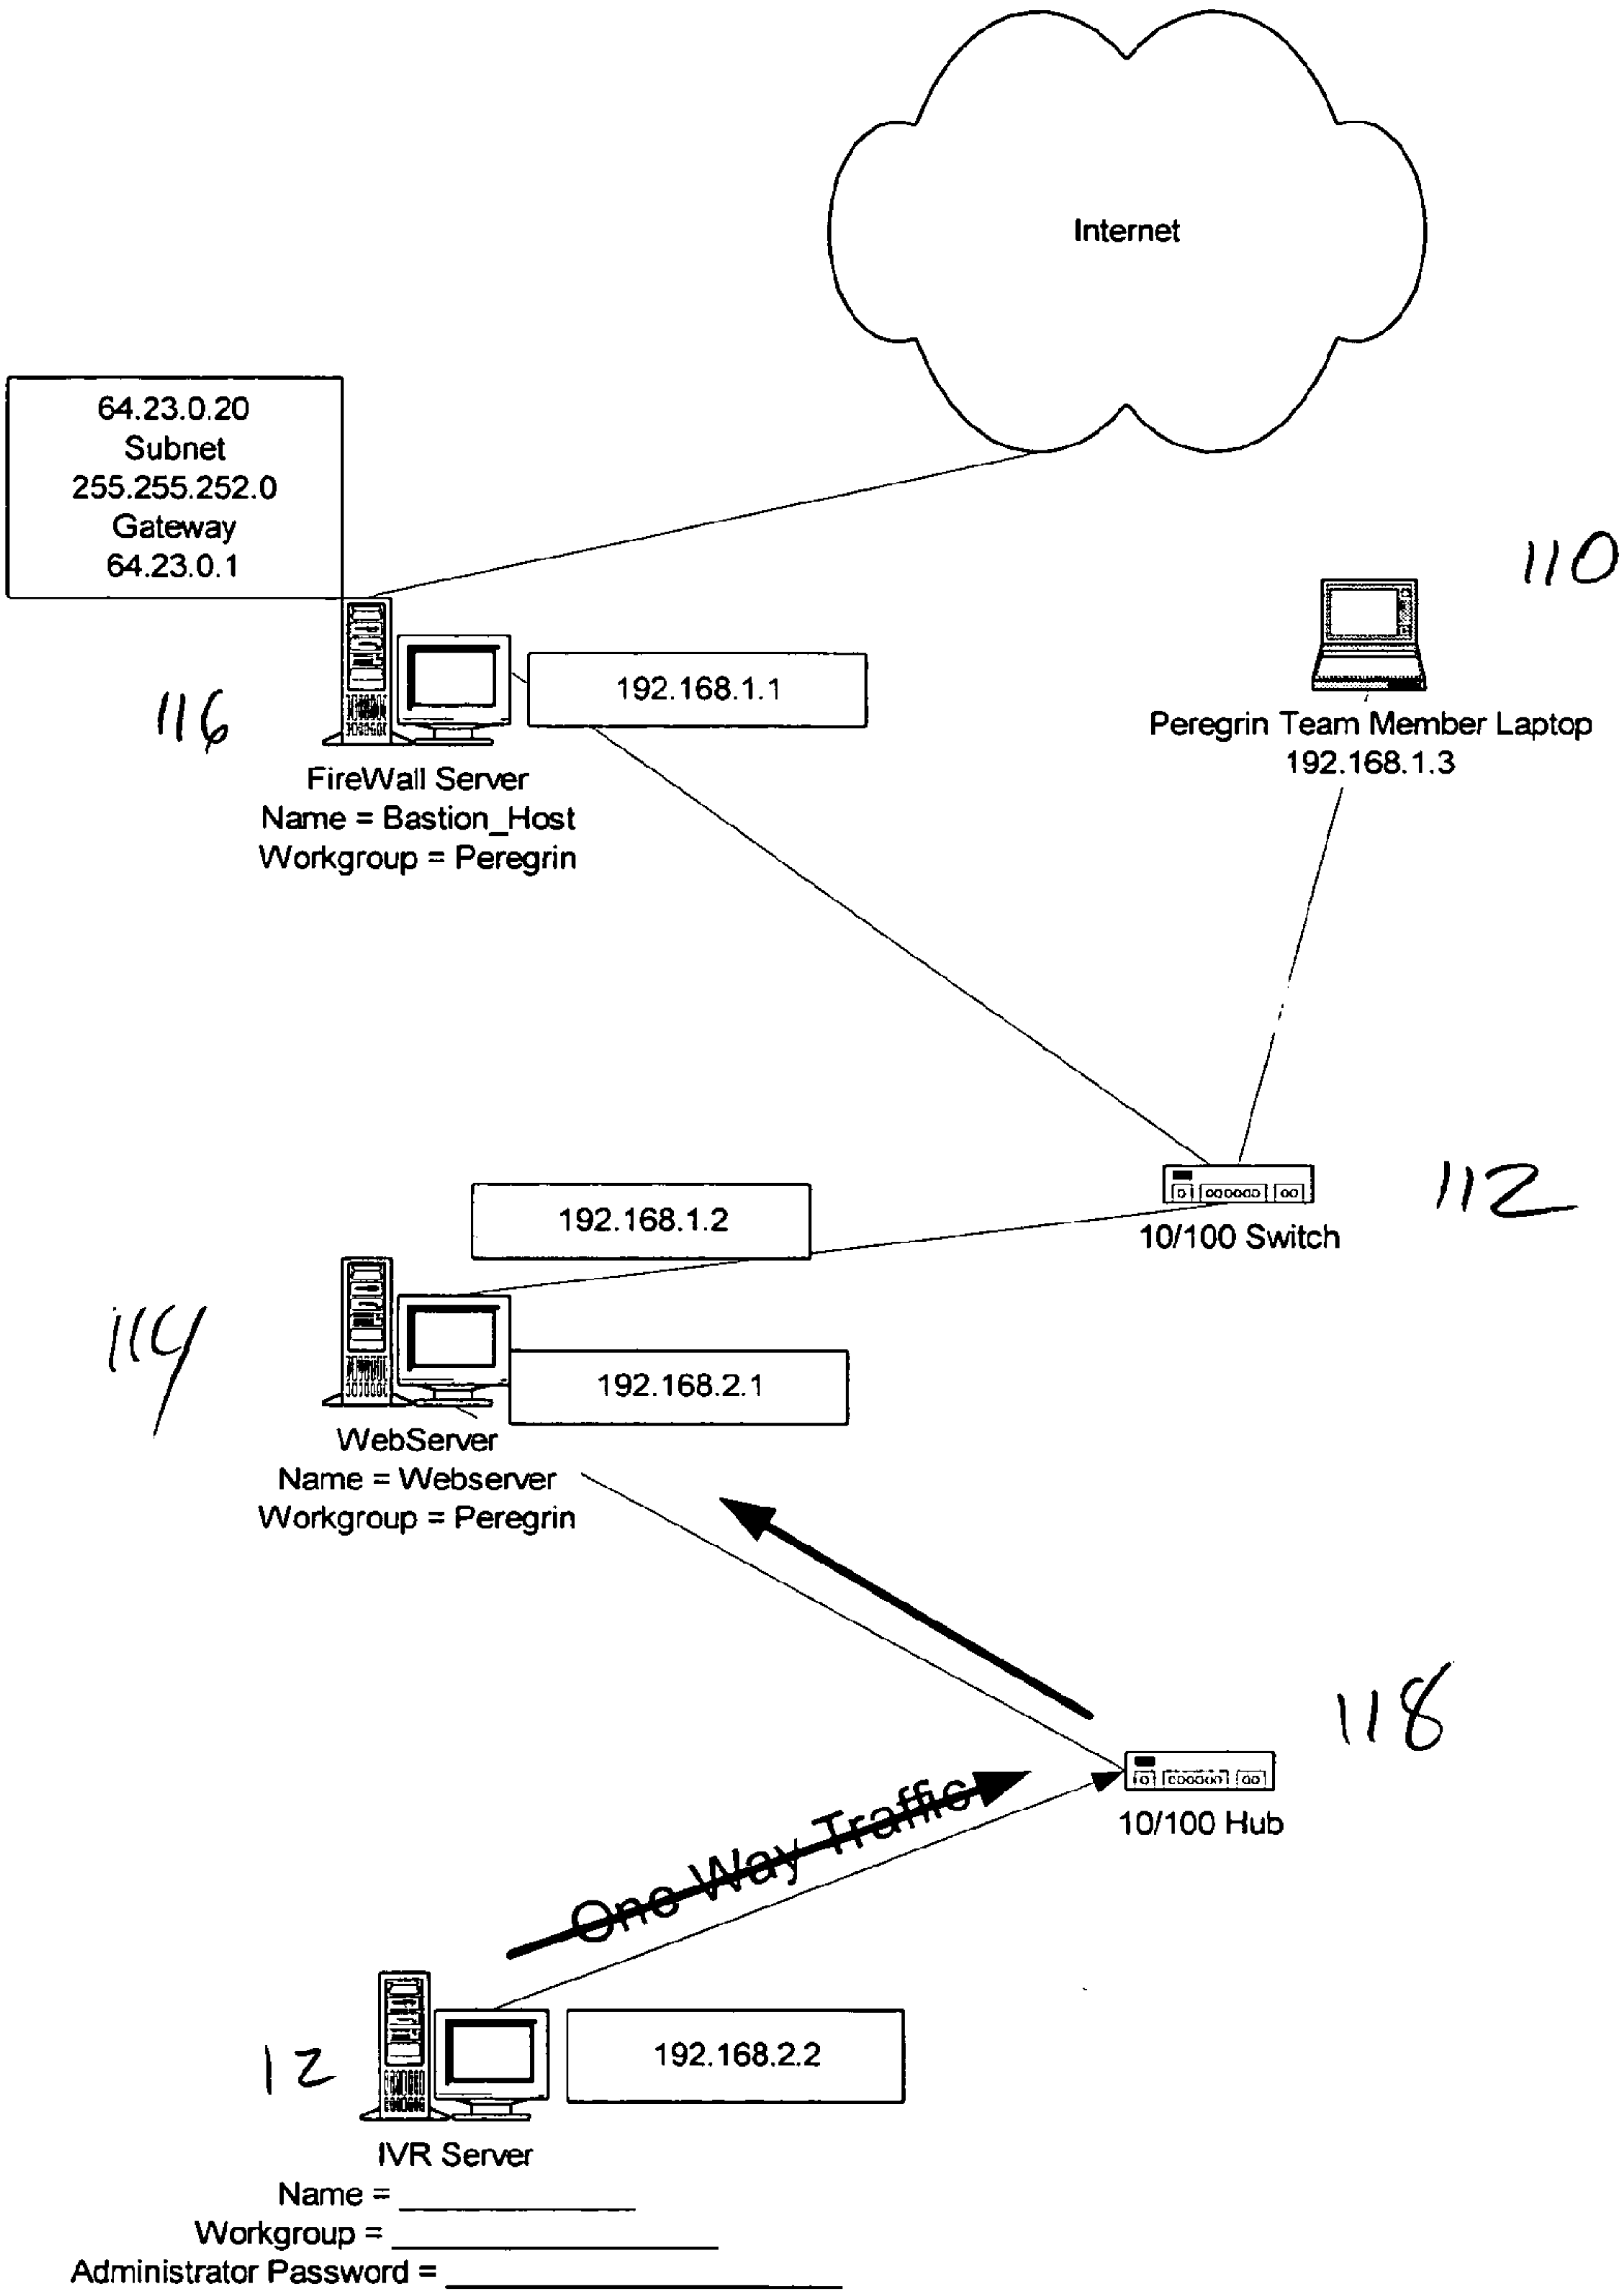 Internet
64.23.0.20
Subnet
255.255.252.0
Gateway
64.23.0.1
110
192.168.1.1
116
Peregrin Team Member Laptop
192.168.1.3
FireWall Server
Name = Bastion_Host
Workgroup = Peregrin
112
10/100 Switch
192.168.1.2
114
192.168.2.1
WebServer
Name = Webserver
Workgroup = Peregrin
118
10/100 Hub
One Way Traffic
12
192.168.2.2
IVR Server
Name = ____________
Workgroup = ____________
Administrator Password = ____________